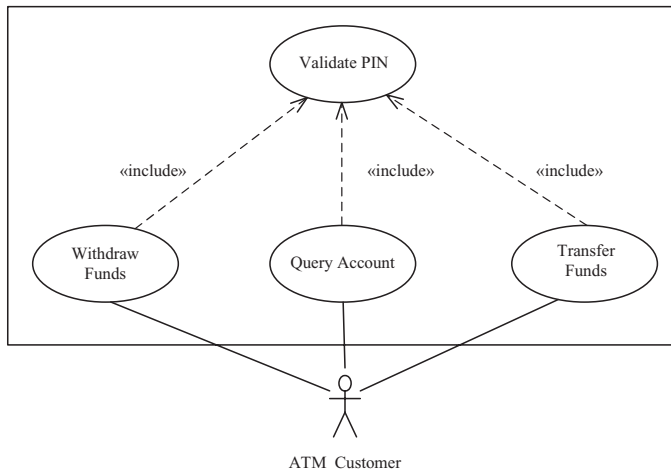 Validate PIN
«include»
«include»
«include»
Withdraw
Funds
Query Account
Transfer
Funds
ATM Customer